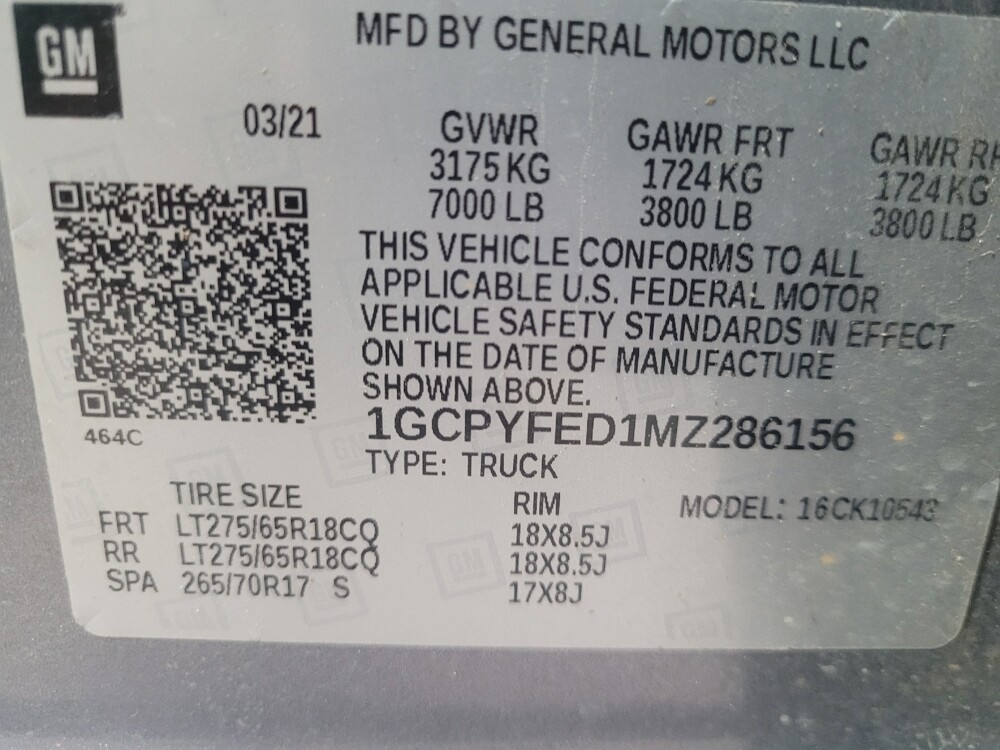 GM
MFD BY GENERAL MOTORS LLC
03/21 GVWR GAWR FRT GAWR
3175 KG 1724 KG 1724 KG
7000 LB 3800 LB 3800 LB
THIS VEHICLE CONFORMS TO ALL
APPLICABLE U.S. FEDERAL MOTOR
VEHICLE SAFETY STANDARDS IN EFFECT
ON THE DATE OF MANUFACTURE
SHOWN ABOVE.
464C
1GCPYFED1MZ286156
TYPE: TRUCK
TIRE SIZE RIM MODEL: 16CK10543
FRT LT275/65R18CQ 18X8.5J
RR LT275/65R18CQ 18X8.5J
SPA 265/70R17 S 17X8J